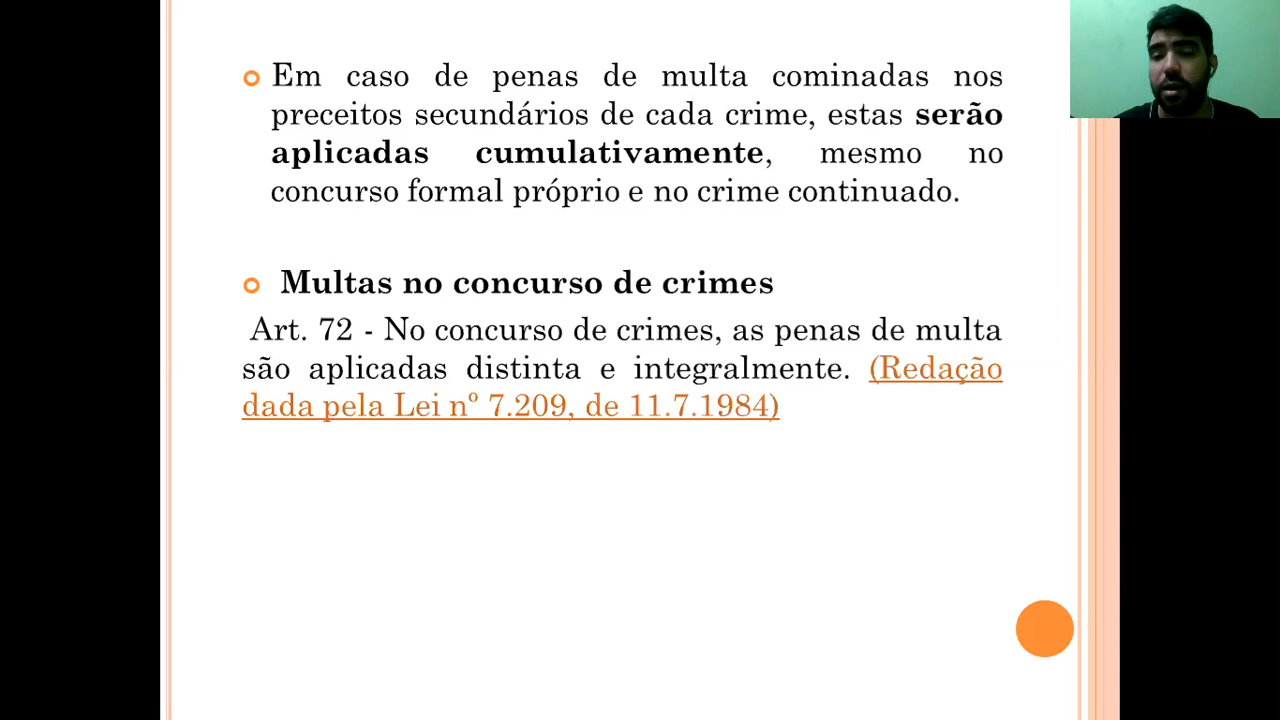 Em caso de penas de multa cominadas nos
preceitos secundários de cada crime, estas serão
aplicadas cumulativamente, mesmo no
concurso formal próprio e no crime continuado.
Multas no concurso de crimes
Art. 72 - No concurso de crimes, as penas de multa
são aplicadas distinta e integralmente. (Redação
dada pela Lei nº 7.209, de 11.7.1984)